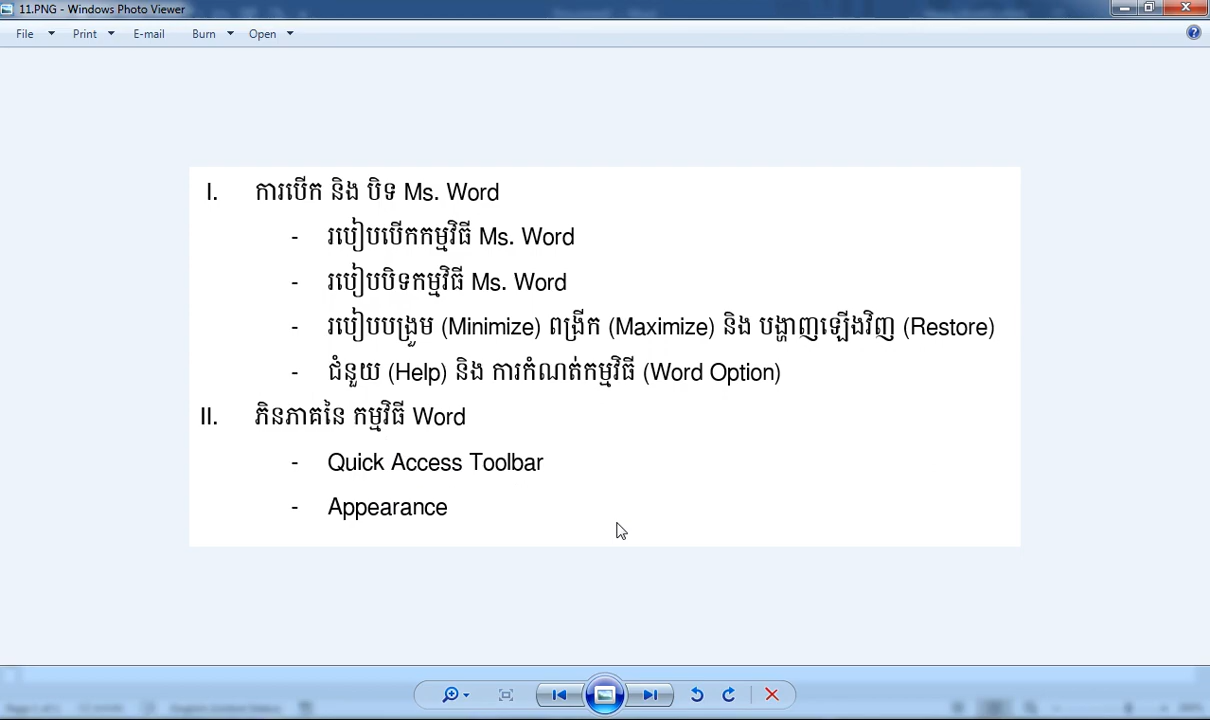 11.PNG - Windows Photo Viewer
File Print E-mail Burn Open
I. ការបើក និង បិទ Ms. Word
- របៀបបើកកម្មវិធី Ms. Word
- របៀបបិទកម្មវិធី Ms. Word
- របៀបបង្រួម (Minimize) ពង្រីក (Maximize) និង បង្ហាញឡើងវិញ (Restore)
- ជំនួយ (Help) និង ការកំណត់កម្មវិធី (Word Option)
II. ភិនភាគនៃ កម្មវិធី Word
- Quick Access Toolbar
- Appearance